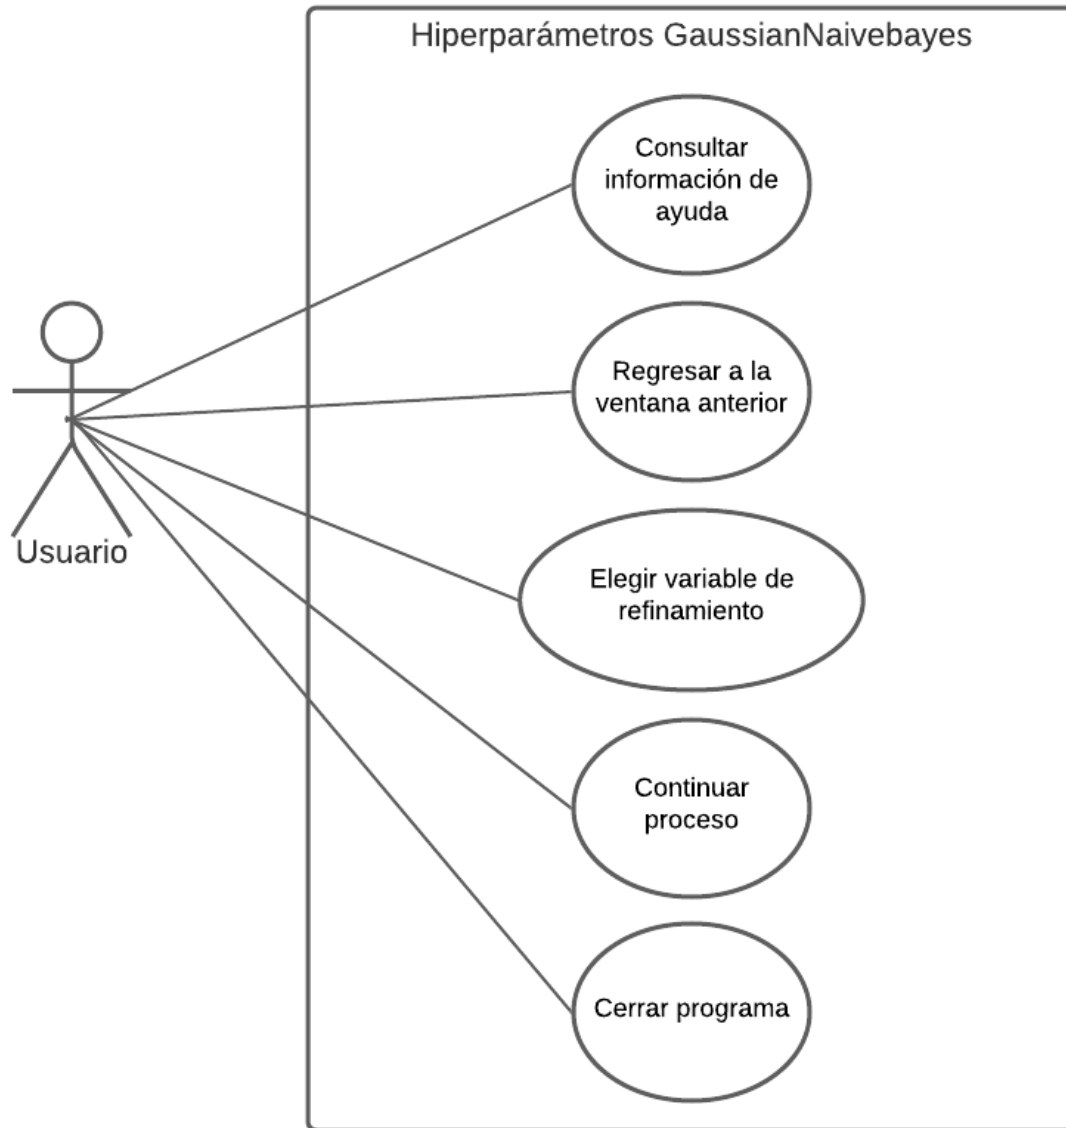 Hiperparámetros GaussianNaivebayes
Consultar
información de
ayuda
Regresar a la
ventana anterior
Usuario
Elegir variable de
refinamiento
Continuar
proceso
Cerrar programa